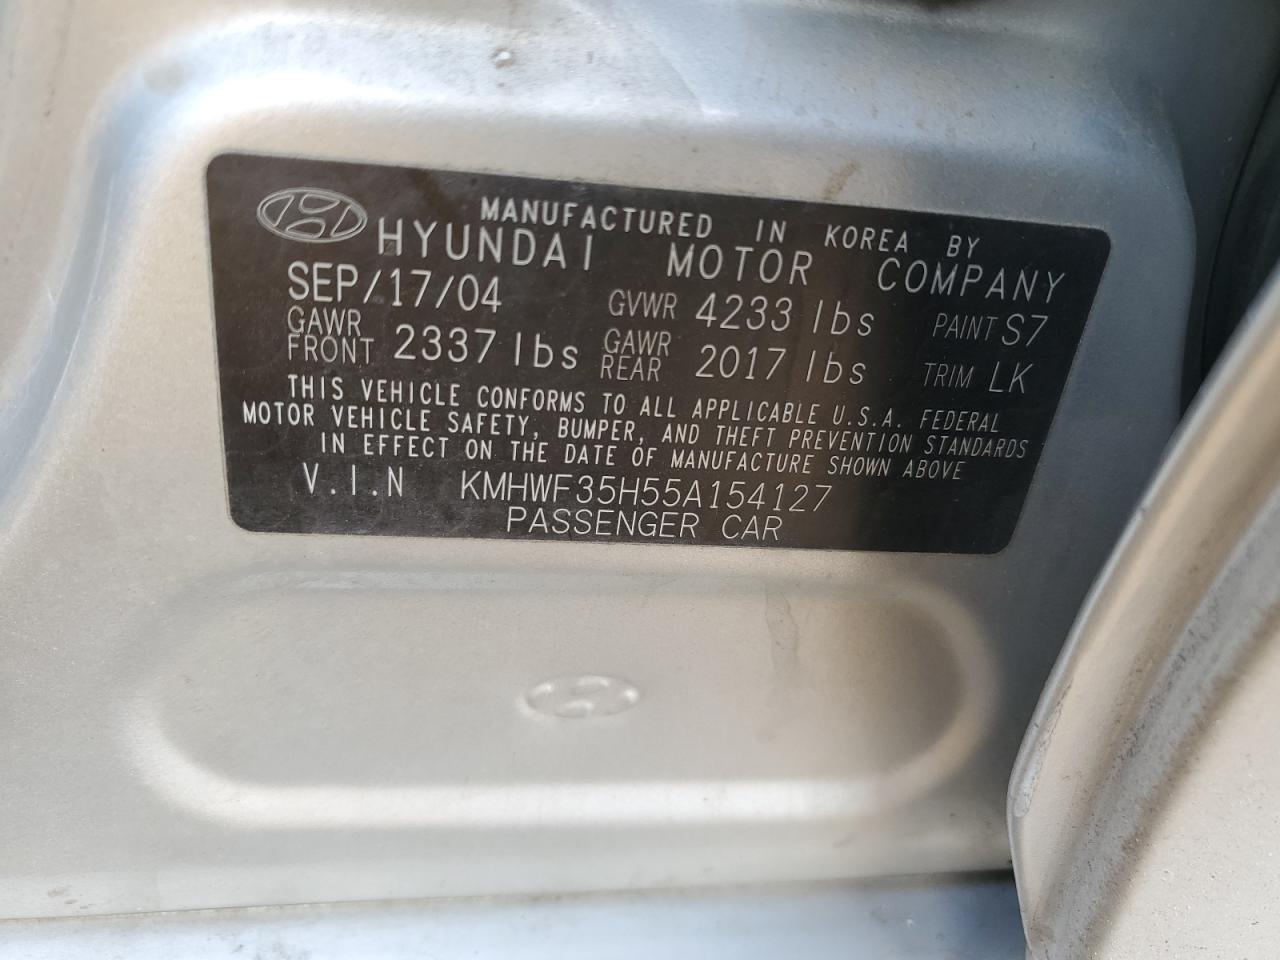 MANUFACTURED IN KOREA BY
HYUNDAI MOTOR COMPANY
SEP/17/04 GVWR 4233 lbs PAINT S7
GAWR FRONT 2337 lbs GAWR REAR 2017 lbs TRIM LK
THIS VEHICLE CONFORMS TO ALL APPLICABLE U.S.A. FEDERAL
MOTOR VEHICLE SAFETY, BUMPER, AND THEFT PREVENTION STANDARDS
IN EFFECT ON THE DATE OF MANUFACTURE SHOWN ABOVE
V.I.N KMHWF35H55A154127
PASSENGER CAR